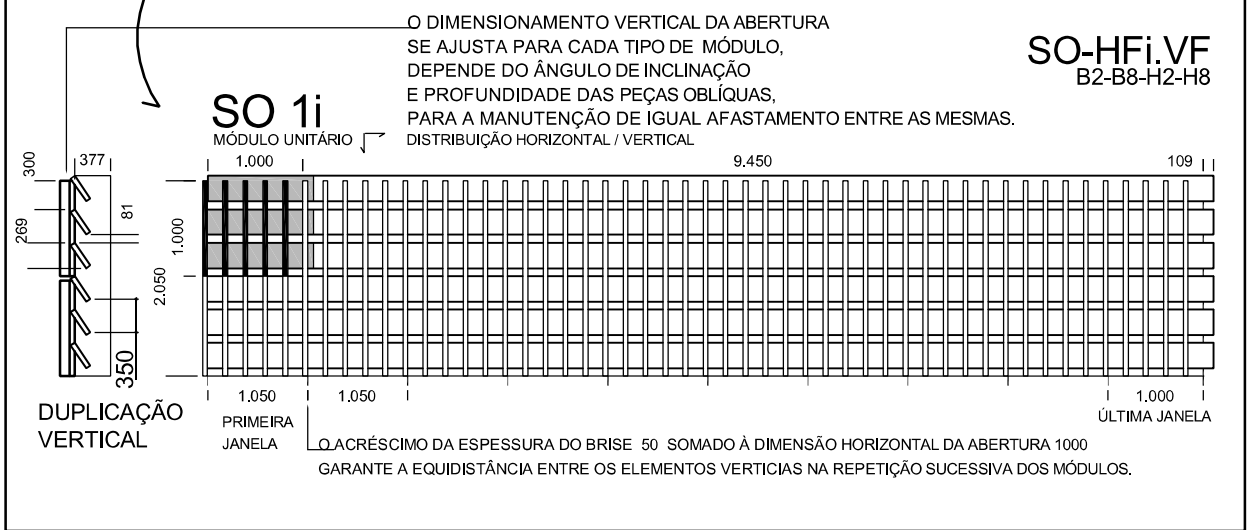 O DIMENSIONAMENTO VERTICAL DA ABERTURA
SE AJUSTA PARA CADA TIPO DE MÓDULO,
DEPENDE DO ÂNGULO DE INCLINAÇÃO
E PROFUNDIDADE DAS PEÇAS OBLÍQUAS,
PARA A MANUTENÇÃO DE IGUAL AFASTAMENTO ENTRE AS MESMAS.
SO-HFi.VF
B2-B8-H2-H8
SO 1i
MÓDULO UNITÁRIO
DISTRIBUIÇÃO HORIZONTAL / VERTICAL
300
377
1.000
9.450
109
269
81
1.000
2.050
350
1.050
1.050
1.000
DUPLICAÇÃO
VERTICAL
PRIMEIRA
JANELA
ÚLTIMA JANELA
O ACRÉSCIMO DA ESPESSURA DO BRISE 50 SOMADO À DIMENSÃO HORIZONTAL DA ABERTURA 1000
GARANTE A EQUIDISTÂNCIA ENTRE OS ELEMENTOS VERTICIAS NA REPETIÇÃO SUCESSIVA DOS MÓDULOS.